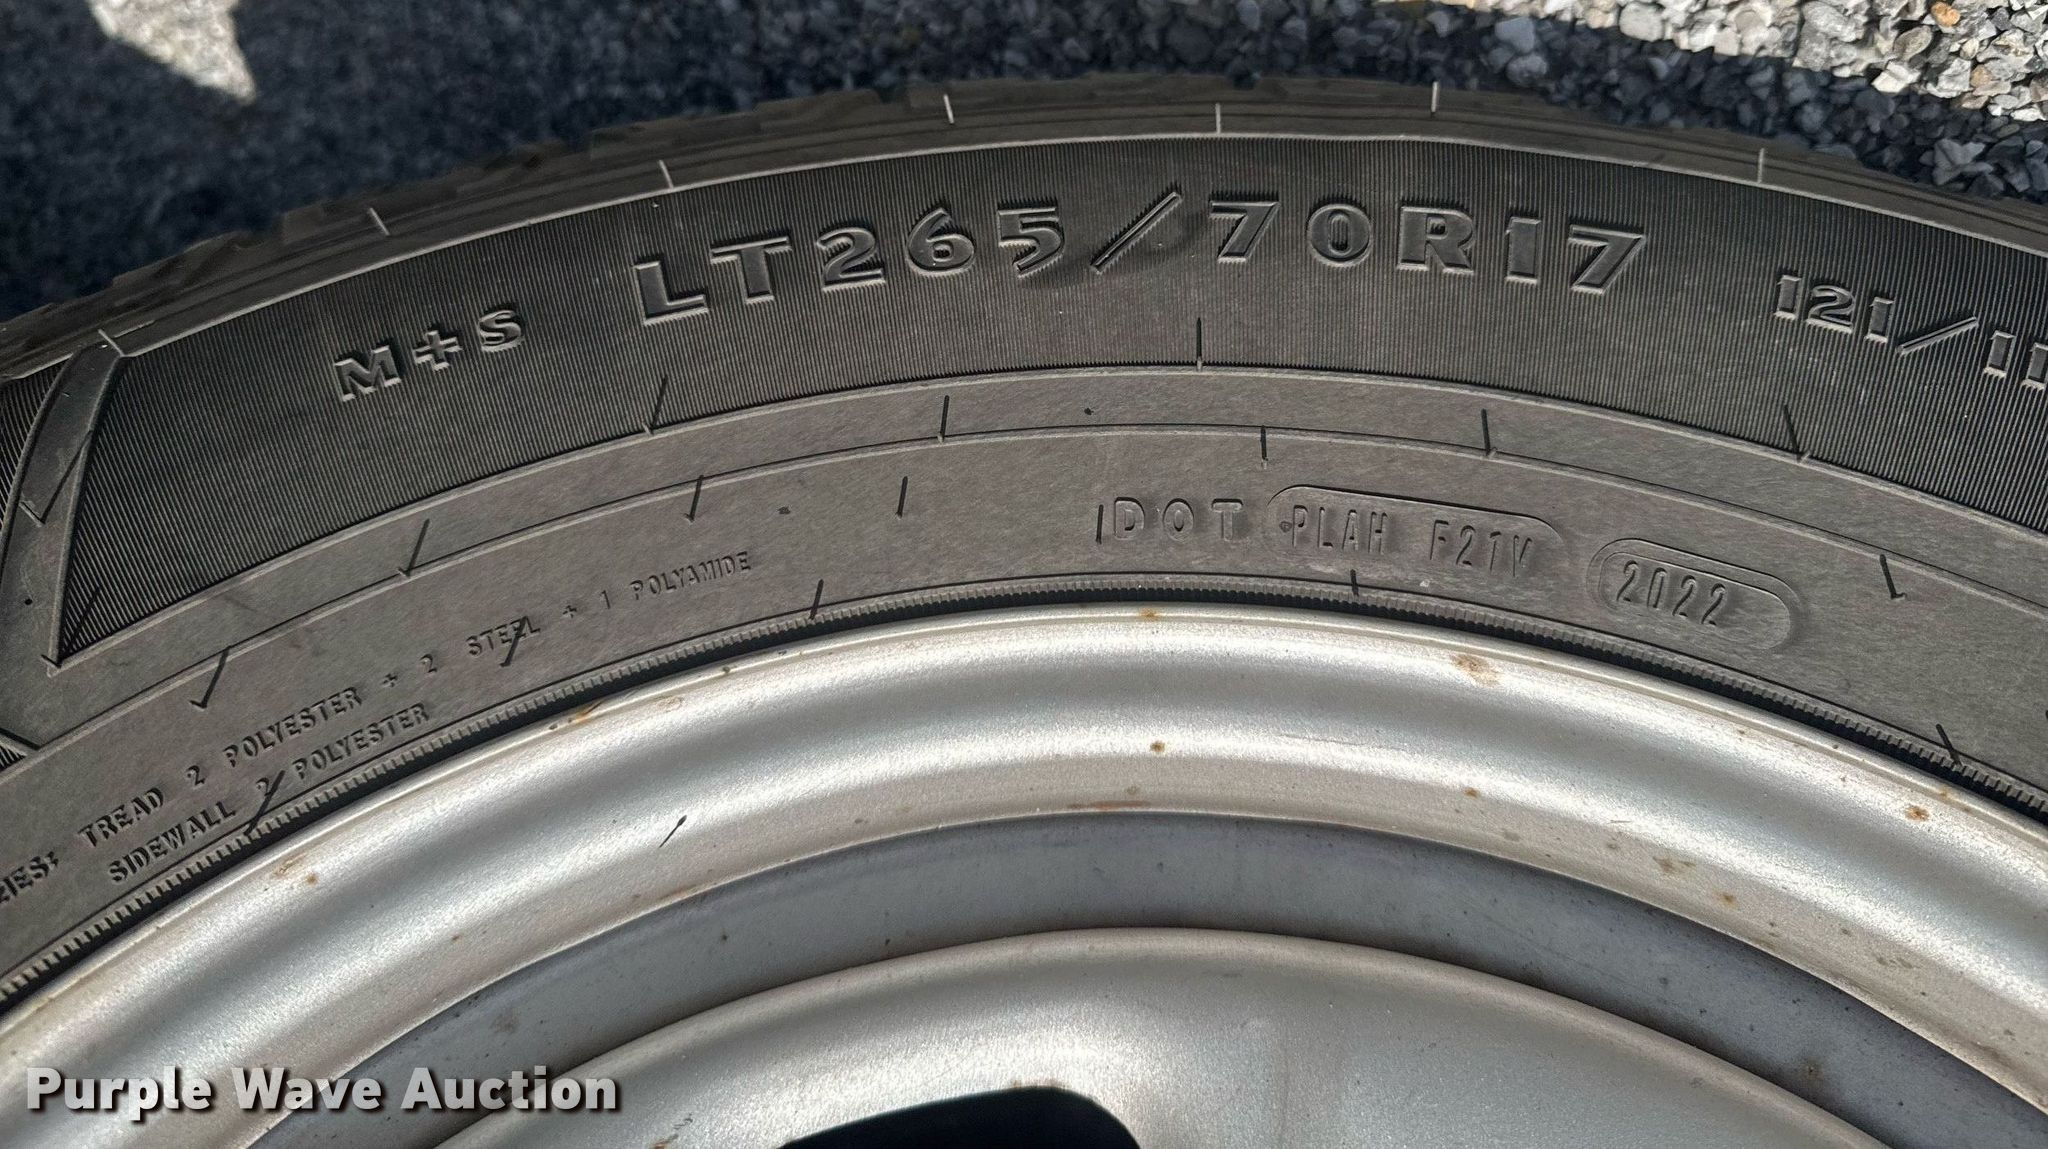 M+S LT265/70R17 121/11
DOT PLAH F21V 2022
TREAD 2 POLYESTER + 2 STEEL + 1 POLYAMIDE
SIDEWALL 2 POLYESTER
Purple Wave Auction